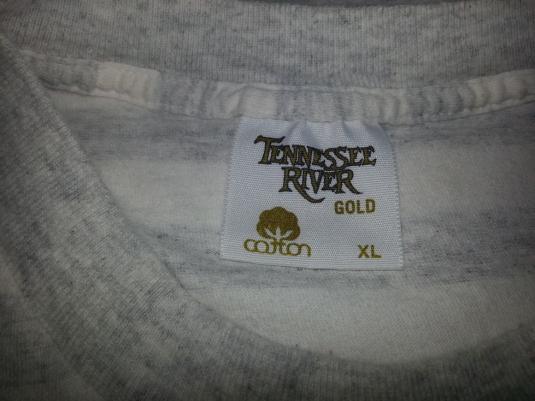 TENNESSEE
RIVER
GOLD
cotton
XL